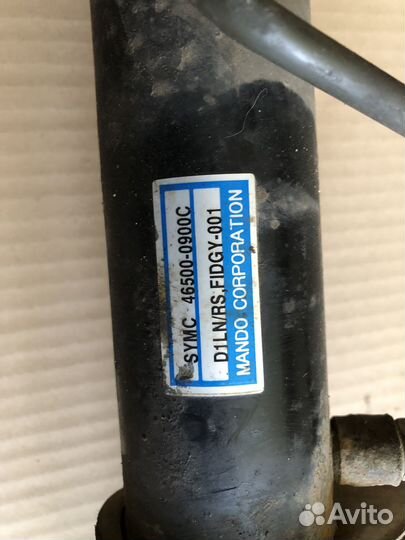 SYMC 46500-0900C
D1LN/RS,FIDGY-001
MANDO CORPORATION
Avito